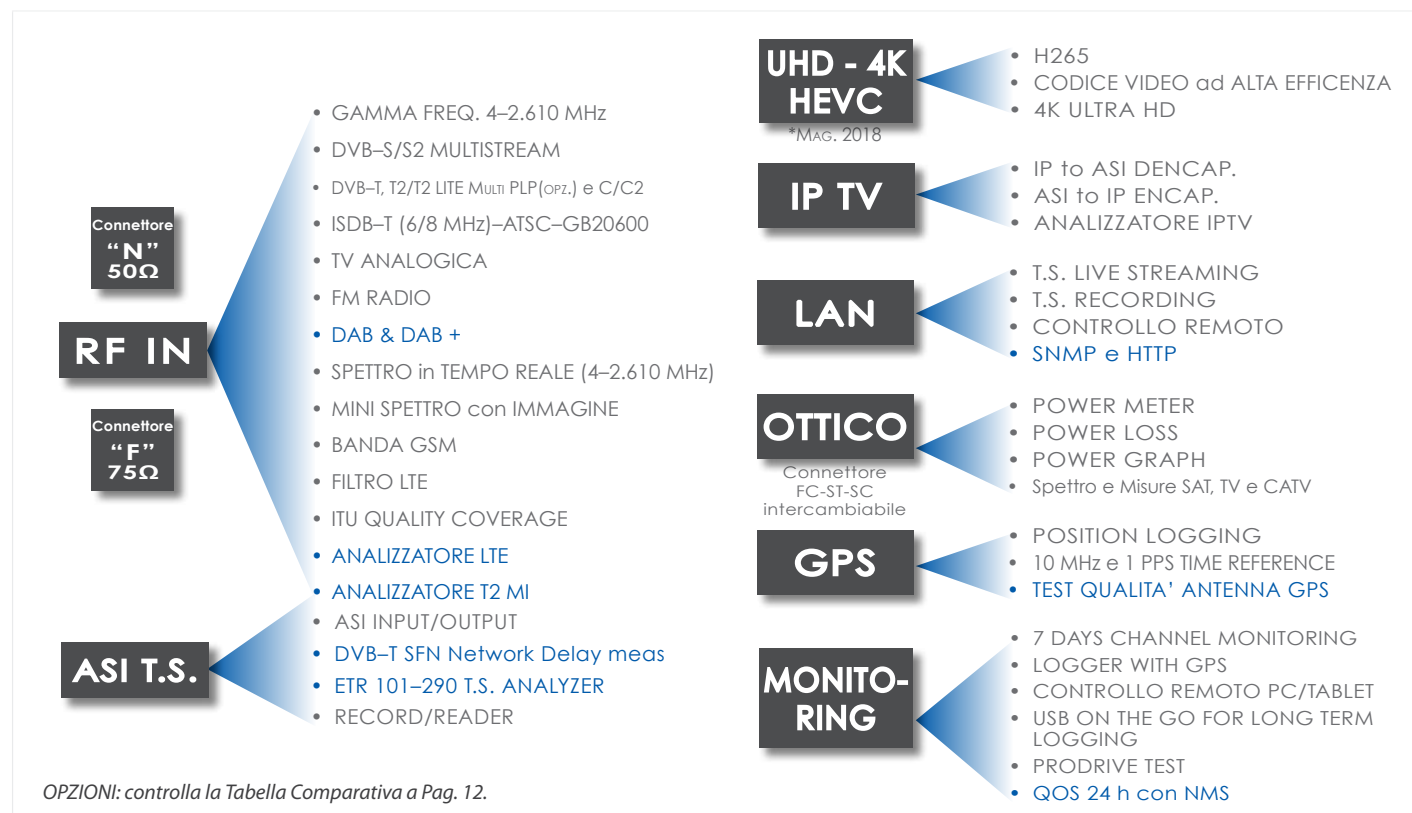 Connettore
“N”
50Ω
RF IN
Connettore
“F”
75Ω
• GAMMA FREQ. 4–2.610 MHz
• DVB–S/S2 MULTISTREAM
• DVB–T, T2/T2 LITE Multi PLP(opz.) e C/C2
• ISDB–T (6/8 MHz)–ATSC–GB20600
• TV ANALOGICA
• FM RADIO
• DAB & DAB +
• SPETTRO in TEMPO REALE (4–2.610 MHz)
• MINI SPETTRO con IMMAGINE
• BANDA GSM
• FILTRO LTE
• ITU QUALITY COVERAGE
• ANALIZZATORE LTE
• ANALIZZATORE T2 MI
ASI T.S.
• ASI INPUT/OUTPUT
• DVB–T SFN Network Delay meas
• ETR 101–290 T.S. ANALYZER
• RECORD/READER
OPZIONI: controlla la Tabella Comparativa a Pag. 12.
UHD - 4K
HEVC
*Mag. 2018
• H265
• CODICE VIDEO ad ALTA EFFICENZA
• 4K ULTRA HD
IP TV
• IP to ASI DENCAP.
• ASI to IP ENCAP.
• ANALIZZATORE IPTV
LAN
• T.S. LIVE STREAMING
• T.S. RECORDING
• CONTROLLO REMOTO
• SNMP e HTTP
OTTICO
Connettore
FC-ST-SC
intercambiabile
• POWER METER
• POWER LOSS
• POWER GRAPH
• Spettro e Misure SAT, TV e CATV
GPS
• POSITION LOGGING
• 10 MHz e 1 PPS TIME REFERENCE
• TEST QUALITA’ ANTENNA GPS
MONITO-
RING
• 7 DAYS CHANNEL MONITORING
• LOGGER WITH GPS
• CONTROLLO REMOTO PC/TABLET
• USB ON THE GO FOR LONG TERM
LOGGING
• PRODRIVE TEST
• QOS 24 h con NMS